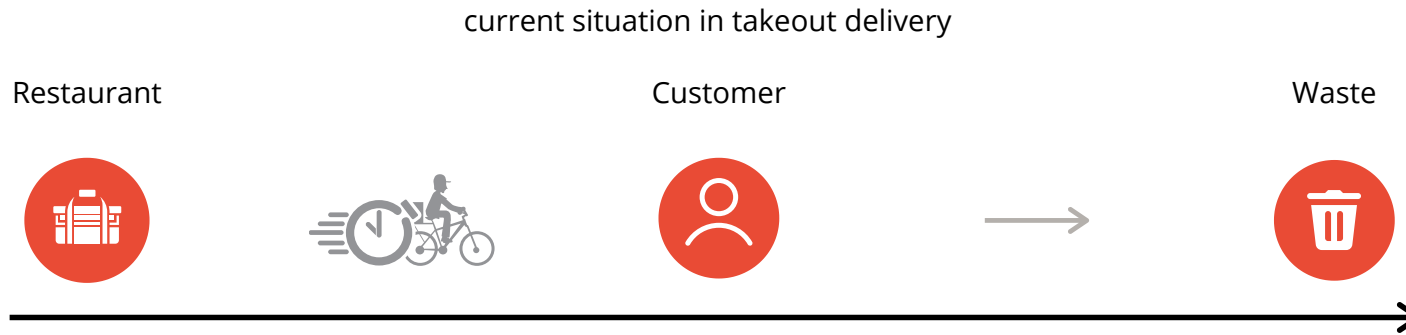 current situation in takeout delivery
Restaurant
Customer
Waste